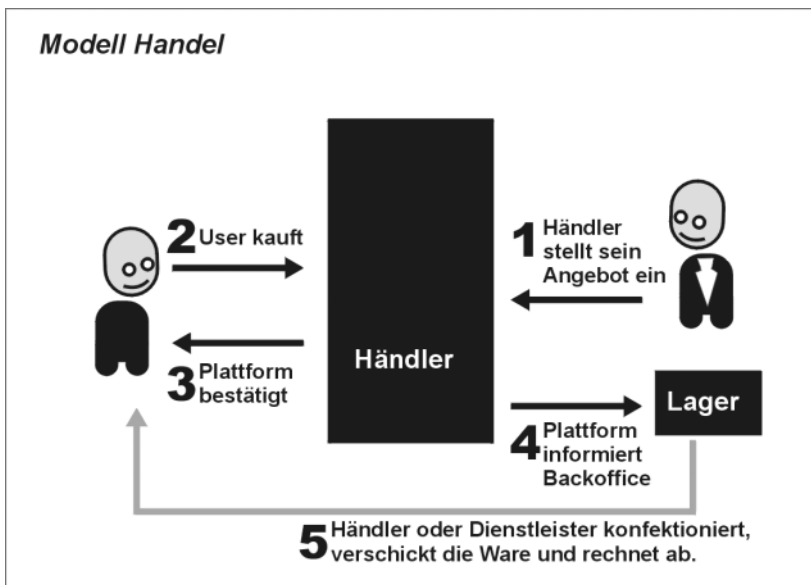 Modell Handel
2 User kauft
1 Händler
stellt sein
Angebot ein
3 Plattform
bestätigt
Händler
4 Plattform
informiert
Backoffice
Lager
5 Händler oder Dienstleister konfektioniert,
verschickt die Ware und rechnet ab.